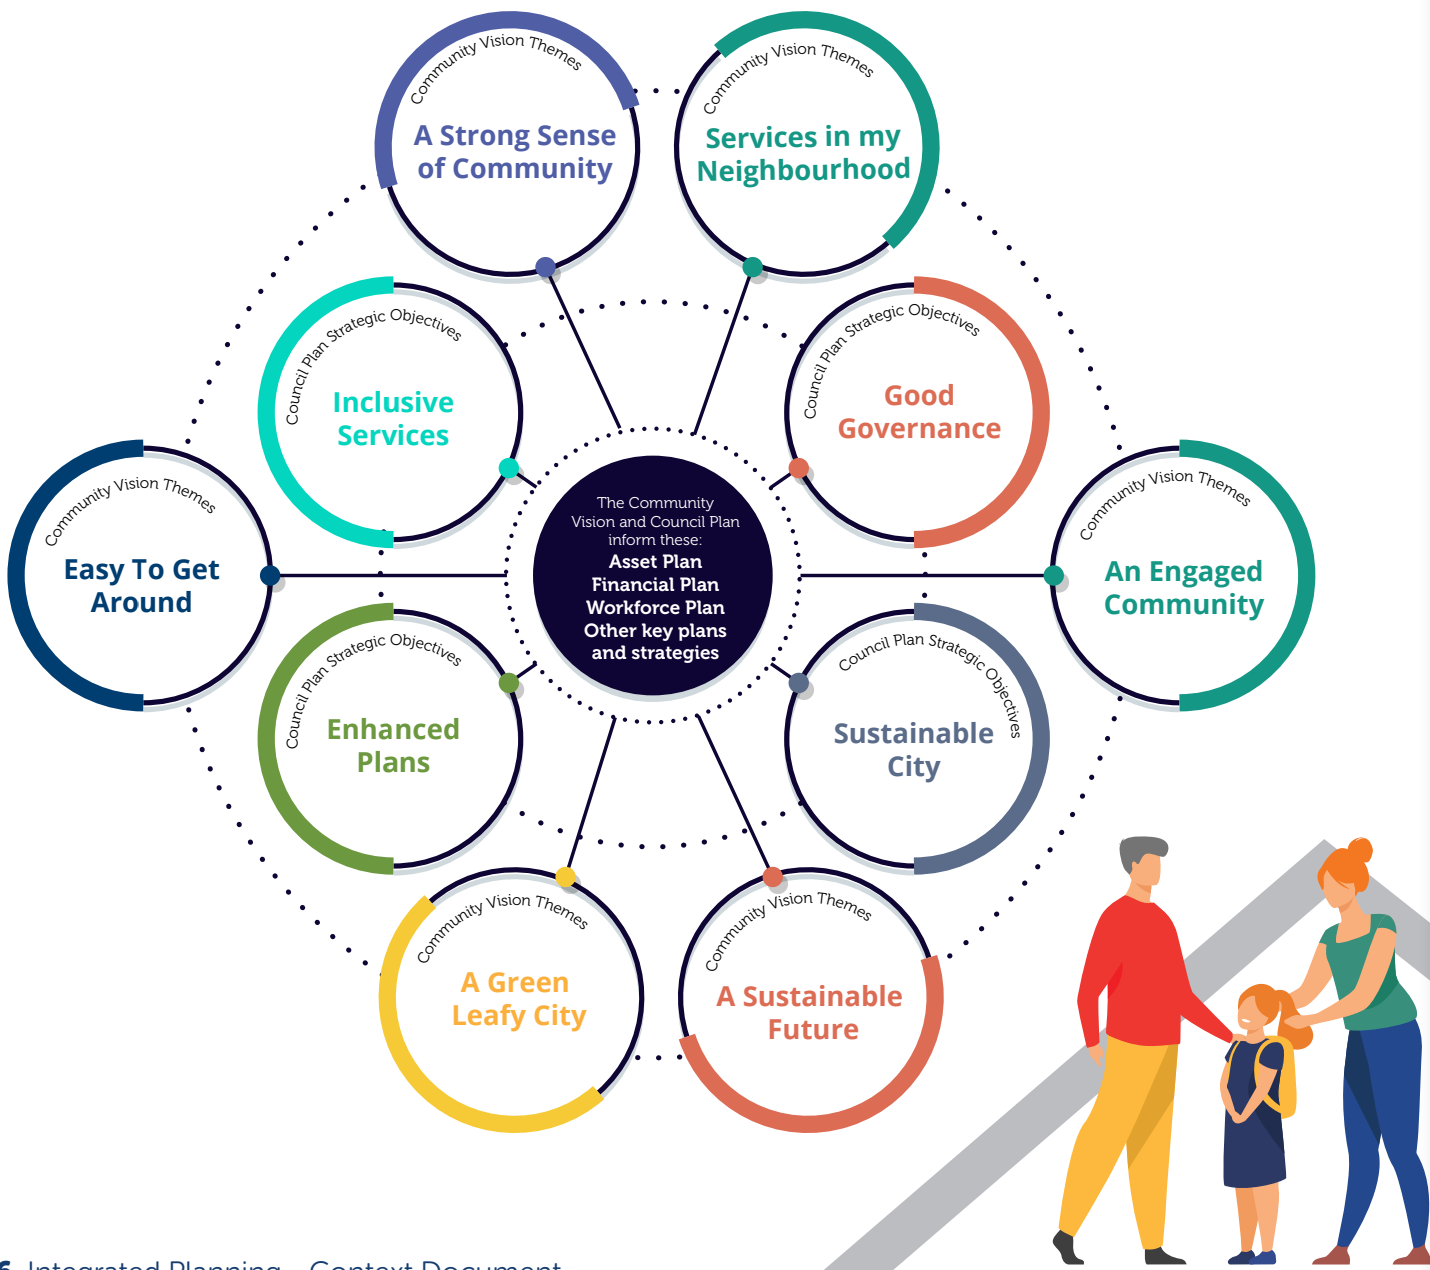 Community Vision Themes
A Strong Sense
of Community
Community Vision Themes
Services in my
Neighbourhood
Council Plan Strategic Objectives
Inclusive
Services
Council Plan Strategic Objectives
Good
Governance
Community Vision Themes
Easy To Get
Around
The Community
Vision and Council Plan
inform these:
Asset Plan
Financial Plan
Workforce Plan
Other key plans
and strategies
Community Vision Themes
An Engaged
Community
Council Plan Strategic Objectives
Enhanced
Plans
Council Plan Strategic Objectives
Sustainable
City
Community Vision Themes
A Green
Leafy City
Community Vision Themes
A Sustainable
Future
6 Integrated Planning - Context Document